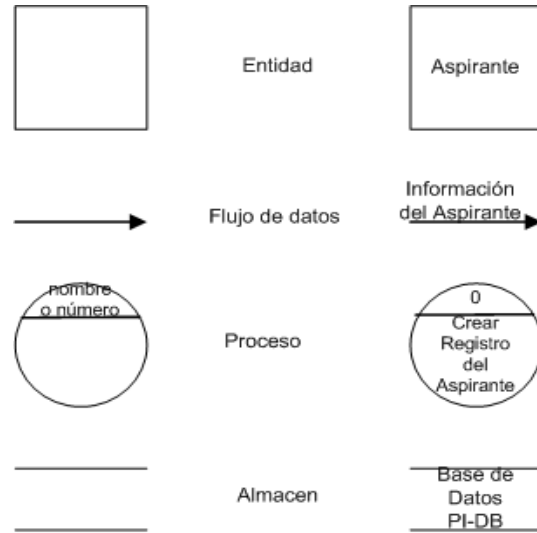 Entidad
Aspirante
Flujo de datos
Información
del Aspirante
nombre
o número
Proceso
0
Crear
Registro
del
Aspirante
Almacen
Base de
Datos
PI-DB